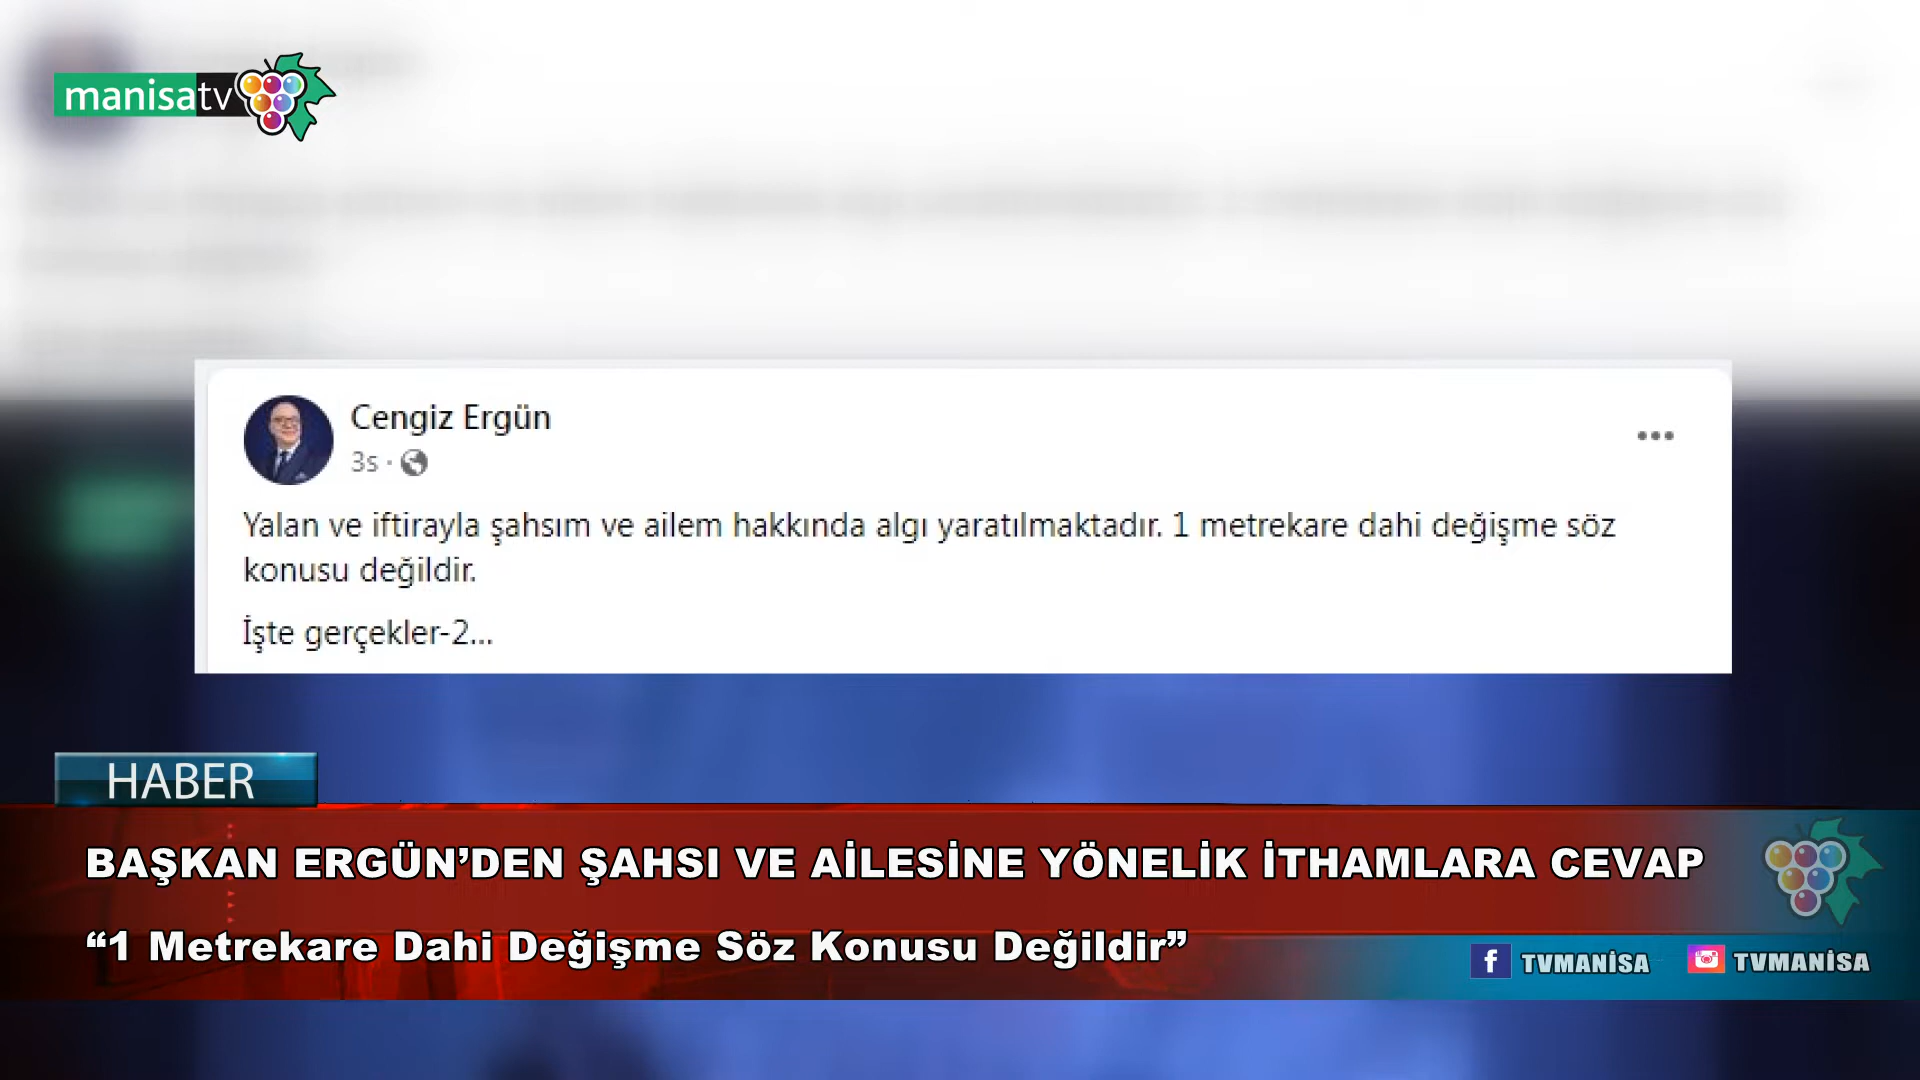 manisatv
Cengiz Ergün
3s ·
Yalan ve iftirayla şahsım ve ailem hakkında algı yaratılmaktadır. 1 metrekare dahi değişme söz
konusu değildir.
İşte gerçekler-2...
HABER
BAŞKAN ERGÜN’DEN ŞAHSI VE AİLESİNE YÖNELİK İTHAMLARA CEVAP
“1 Metrekare Dahi Değişme Söz Konusu Değildir”
f TVMANİSA TVMANİSA